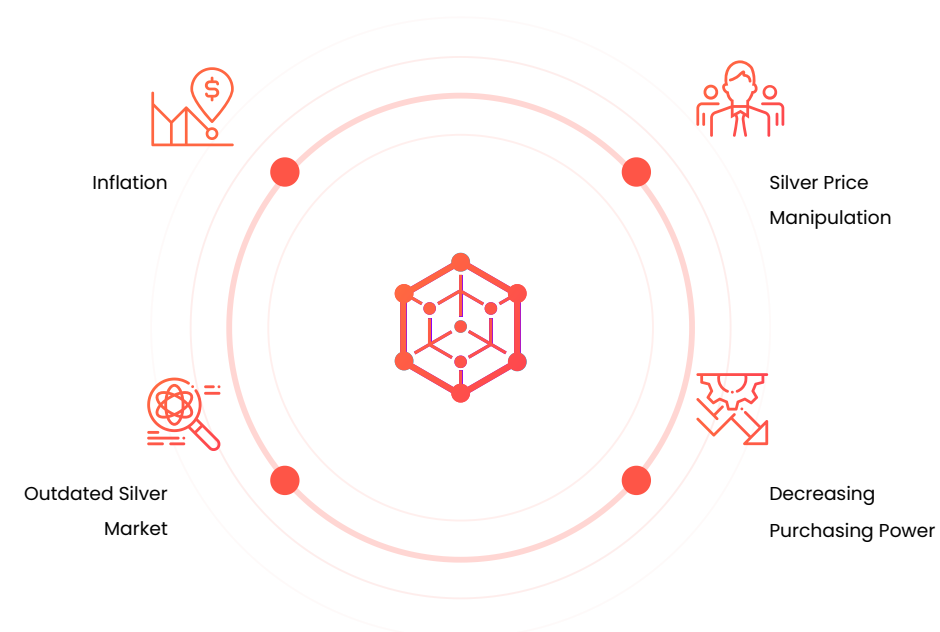 $
Inflation
Silver Price
Manipulation
Outdated Silver
Market
Decreasing
Purchasing Power